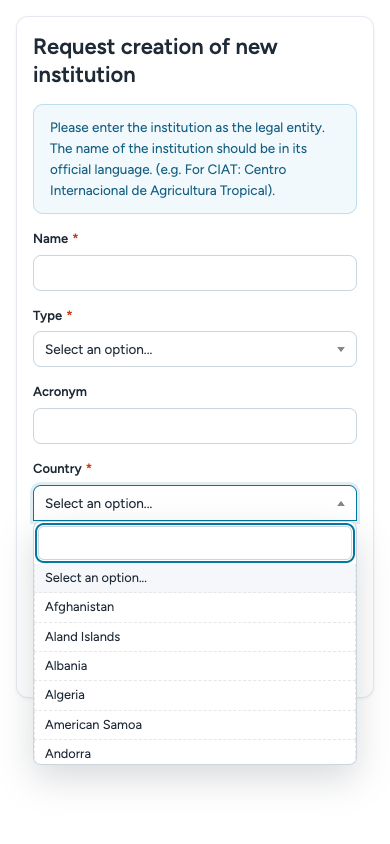 Request creation of new
institution
Please enter the institution as the legal entity.
The name of the institution should be in its
official language. (e.g. For CIAT: Centro
Internacional de Agricultura Tropical).
Name *
Type *
Select an option...
Acronym
Country *
Select an option...
Select an option...
Afghanistan
Aland Islands
Albania
Algeria
American Samoa
Andorra